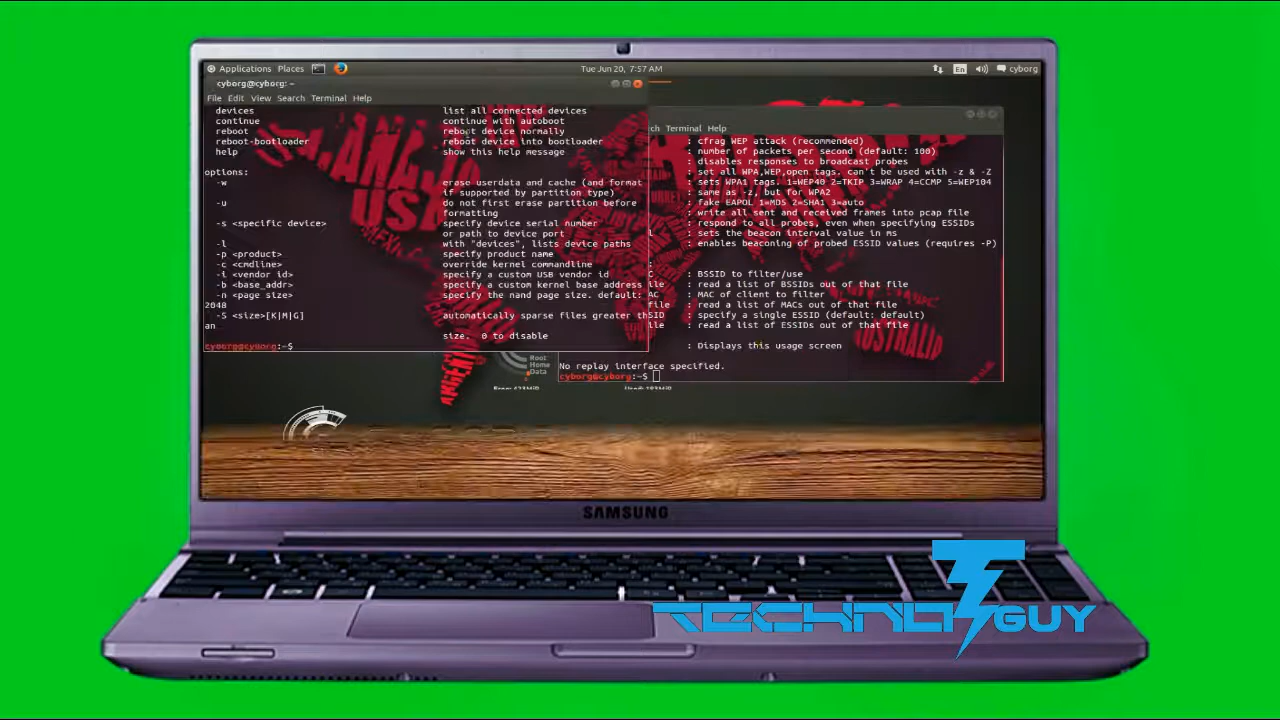 Applications Places
Tue Jun 20, 7:57 AM
En
cyborg
cyborg@cyborg: ~
File Edit View Search Terminal Help
devices list all connected devices
continue continue with autoboot
reboot reboot device normally
reboot-bootloader reboot device into bootloader
help show this help message
options:
-w erase userdata and cache (and format
if supported by partition type)
-u do not first erase partition before
formatting
-s <specific device> specify device serial number
or path to device port
-l with "devices", lists device paths
-p <product> specify product name
-c <cmdline> override kernel commandline
-i <vendor id> specify a custom USB vendor id
-b <base_addr> specify a custom kernel base address
-n <page size> specify the nand page size. default:
2048
-S <size>[K|M|G] automatically sparse files greater th
an
size. 0 to disable
cyborg@cyborg:~$
ch Terminal Help
: cfrag WEP attack (recommended)
: number of packets per second (default: 100)
: disables responses to broadcast probes
: set all WPA,WEP,open tags. can't be used with -z & -Z
: sets WPA1 tags. 1=WEP40 2=TKIP 3=WRAP 4=CCMP 5=WEP104
: same as -z, but for WPA2
: fake EAPOL 1=MD5 2=SHA1 3=auto
: write all sent and received frames into pcap file
: respond to all probes, even when specifying ESSIDs
l : sets the beacon interval value in ms
: enables beaconing of probed ESSID values (requires -P)
:
C : BSSID to filter/use
ile : read a list of BSSIDs out of that file
AC : MAC of client to filter
file : read a list of MACs out of that file
SID : specify a single ESSID (default: default)
ile : read a list of ESSIDs out of that file
: Displays this usage screen
No replay interface specified.
cyborg@cyborg:~$
Root
Home
Data
AUSTRALIA
SAMSUNG
TECHNO GUY